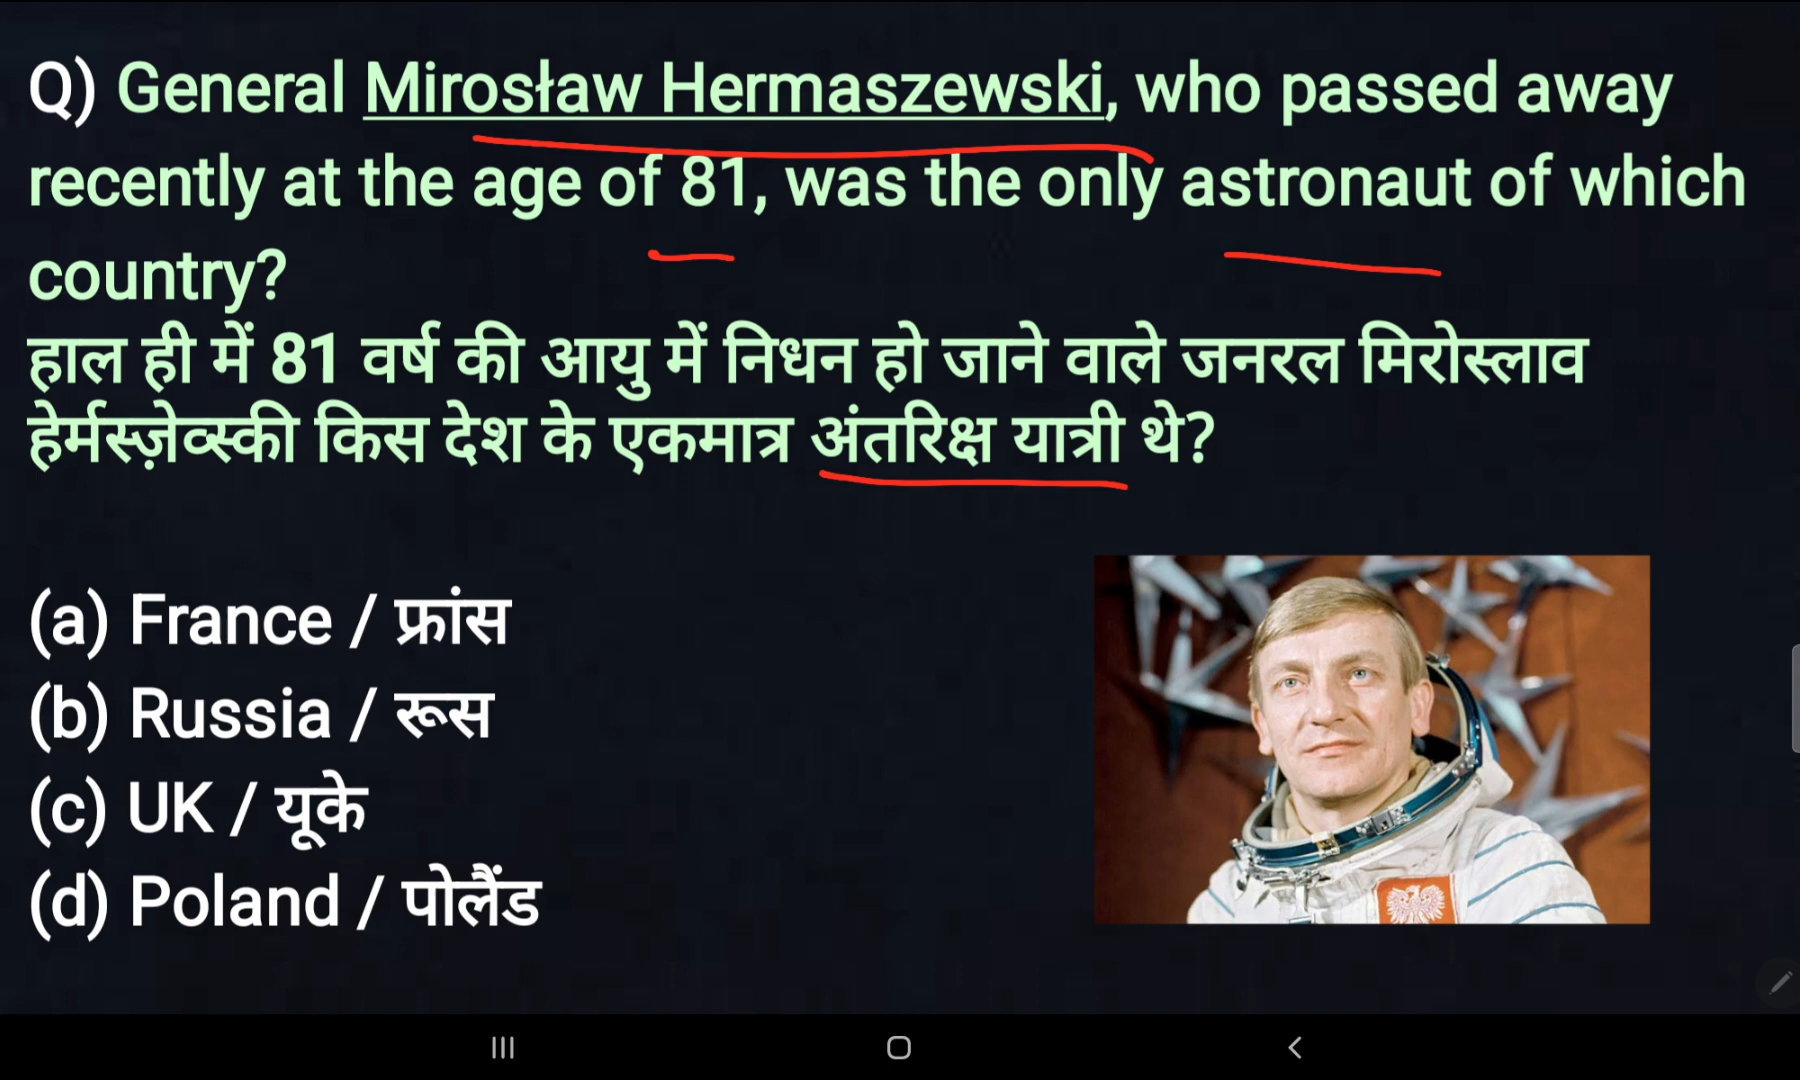 Q) General Mirosław Hermaszewski, who passed away
recently at the age of 81, was the only astronaut of which
country?
हाल ही में 81 वर्ष की आयु में निधन हो जाने वाले जनरल मिरोस्लाव
हेर्मस्ज़ेव्स्की किस देश के एकमात्र अंतरिक्ष यात्री थे?
(a) France / फ्रांस
(b) Russia / रूस
(c) UK / यूके
(d) Poland / पोलैंड